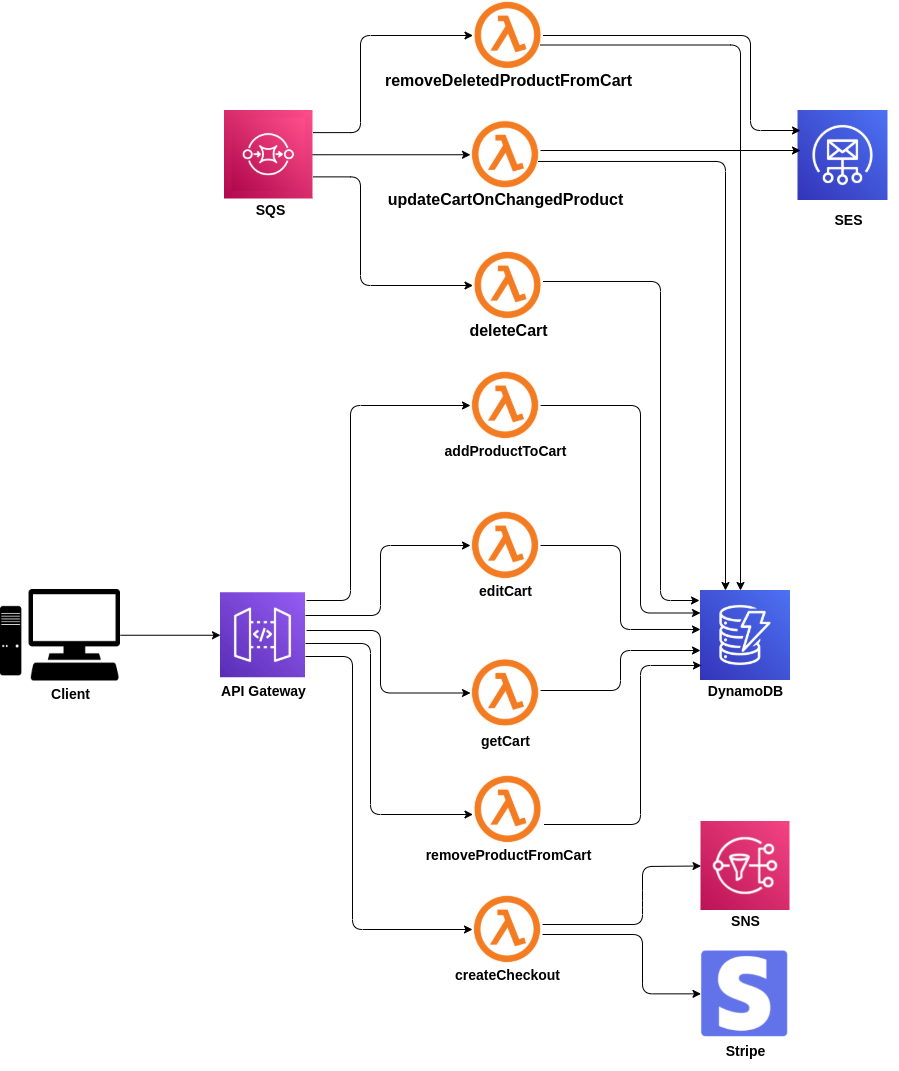 removeDeletedProductFromCart
SQS
updateCartOnChangedProduct
SES
deleteCart
addProductToCart
editCart
Client
API Gateway
DynamoDB
getCart
removeProductFromCart
SNS
createCheckout
Stripe